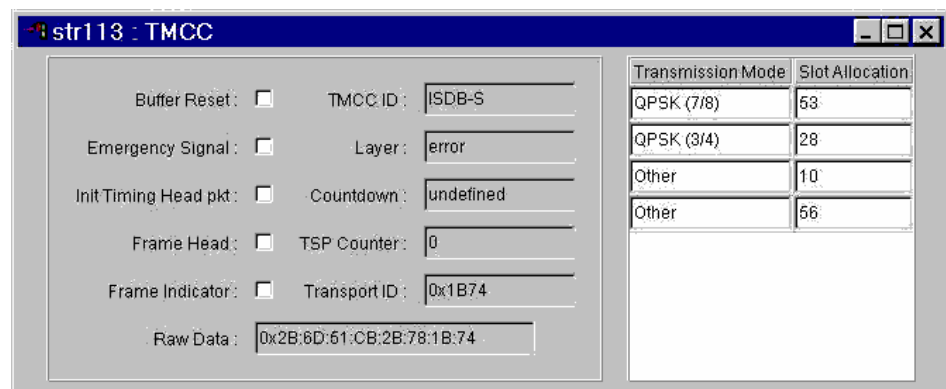 str113 : TMCC
Buffer Reset : TMCC ID : ISDB-S
Emergency Signal : Layer : error
Init Timing Head pkt : Countdown : undefined
Frame Head : TSP Counter : 0
Frame Indicator : Transport ID : 0x1B74
Raw Data : 0x2B:6D:51:CB:2B:78:1B:74
Transmission Mode Slot Allocation
QPSK (7/8) 53
QPSK (3/4) 28
Other 10
Other 56